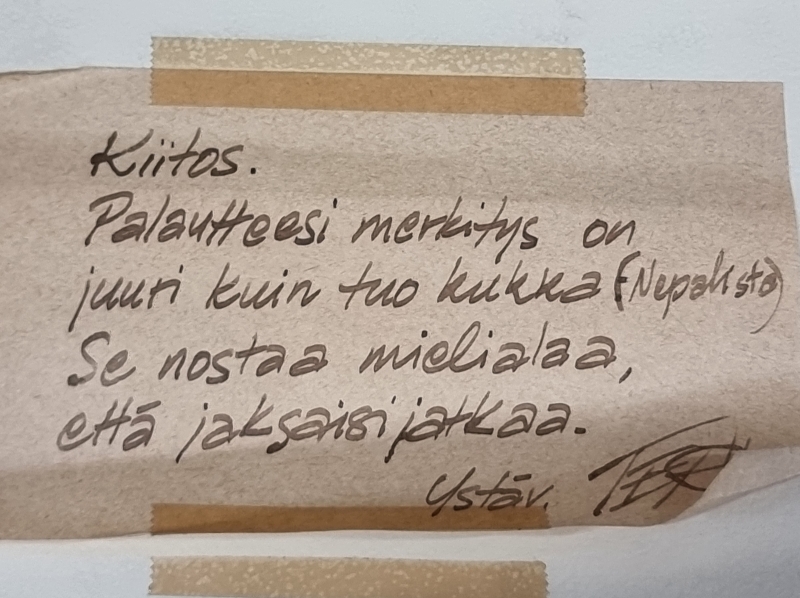 Kiitos.
Palautteesi merkitys on
juuri kuin tuo kukka (Nepalista)
Se nostaa mielialaa,
että jaksaisi jatkaa.
Ystäv.